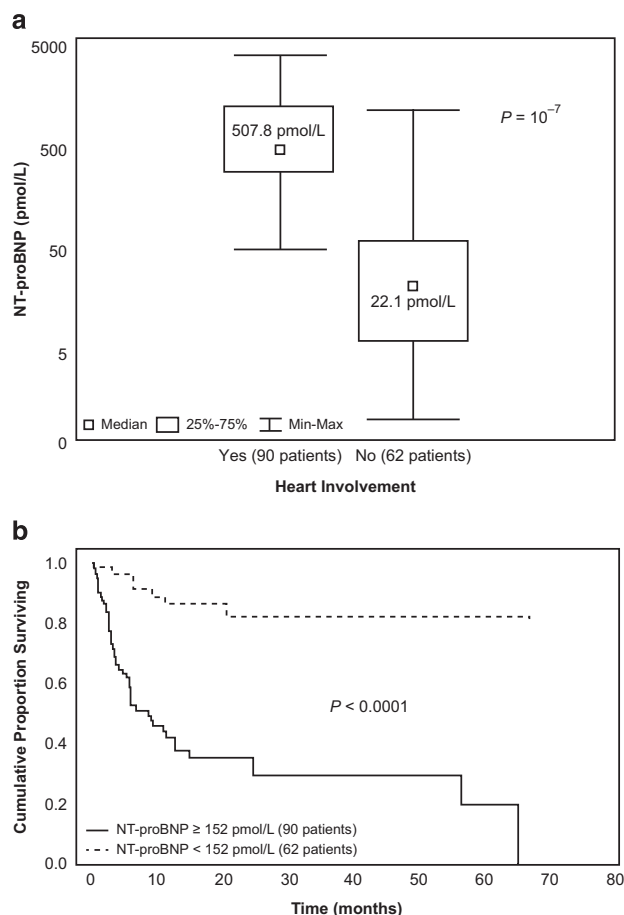 a
5000
500
50
5
0
NT-proBNP (pmol/L)
507.8 pmol/L
22.1 pmol/L
P = 10⁻⁷
Median 25%-75% Min-Max
Yes (90 patients) No (62 patients)
Heart Involvement
b
1.0
0.8
0.6
0.4
0.2
0.0
Cumulative Proportion Surviving
P < 0.0001
NT-proBNP ≥ 152 pmol/L (90 patients)
NT-proBNP < 152 pmol/L (62 patients)
0 10 20 30 40 50 60 70 80
Time (months)